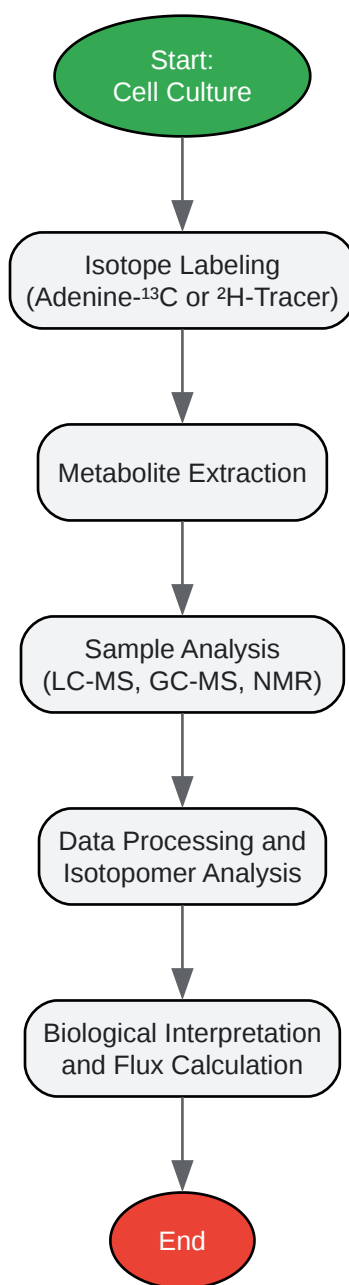 Start:
Cell Culture
Isotope Labeling
(Adenine-¹³C or ²H-Tracer)
Metabolite Extraction
Sample Analysis
(LC-MS, GC-MS, NMR)
Data Processing and
Isotopomer Analysis
Biological Interpretation
and Flux Calculation
End